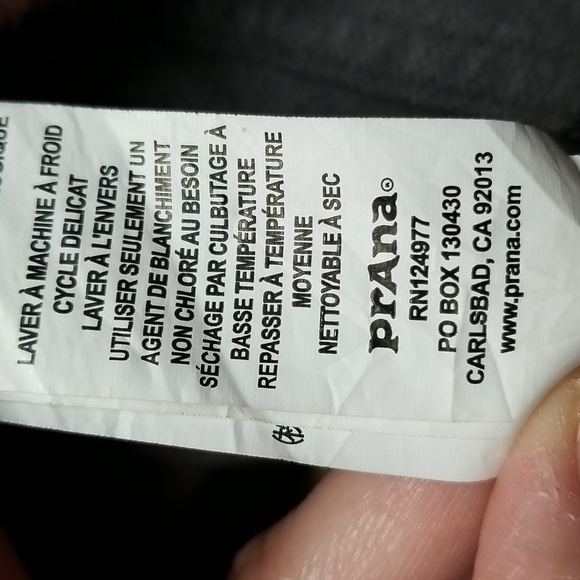 LAVER À MACHINE À FROID
CYCLE DELICAT
LAVER À L'ENVERS
UTILISER SEULEMENT UN
AGENT DE BLANCHIMENT
NON CHLORÉ AU BESOIN
SÉCHAGE PAR CULBUTAGE À
BASSE TEMPÉRATURE
REPASSER À TEMPÉRATURE
MOYENNE
NETTOYABLE À SEC
prAna®
RN124977
PO BOX 130430
CARLSBAD, CA 92013
www.prana.com